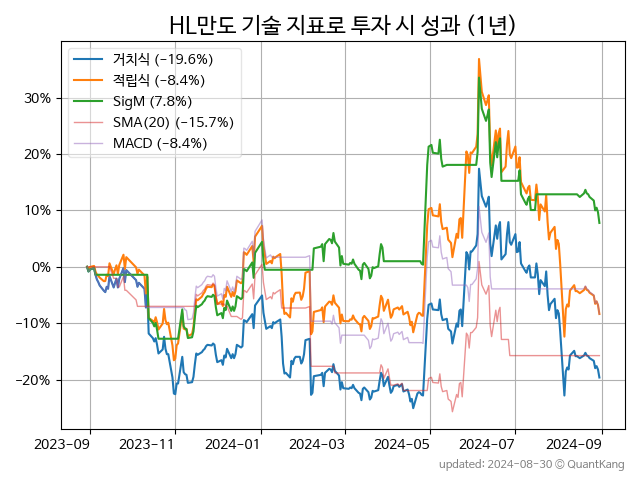 HL만도 기술 지표로 투자 시 성과 (1년)
거치식 (−19.6%)
적립식 (−8.4%)
SigM (7.8%)
SMA(20) (−15.7%)
MACD (−8.4%)
30%
20%
10%
0%
−10%
−20%
2023-09 2023-11 2024-01 2024-03 2024-05 2024-07 2024-09
updated: 2024-08-30 © QuantKang